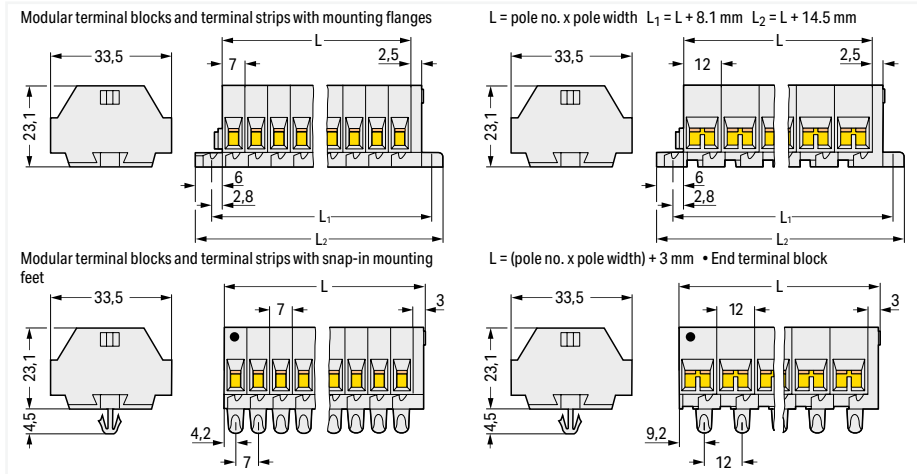 Modular terminal blocks and terminal strips with mounting flanges
L = pole no. x pole width L₁ = L + 8.1 mm L₂ = L + 14.5 mm
33,5
L
7
2,5
23,1
6
2,8
L₁
L₂
33,5
L
12
2,5
23,1
6
2,8
L₁
L₂
Modular terminal blocks and terminal strips with snap-in mounting
feet
L = (pole no. x pole width) + 3 mm • End terminal block
33,5
L
7
3
23,1
4,5
4,2
7
33,5
L
12
3
23,1
4,5
9,2
12